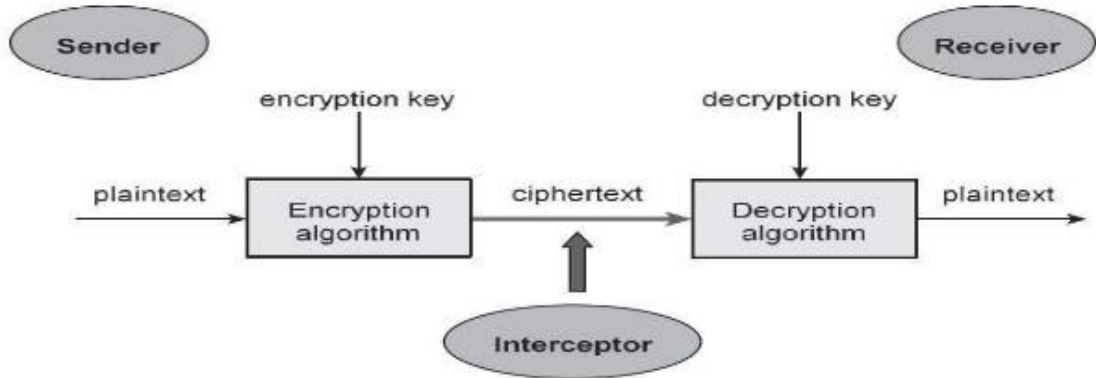 Sender
Receiver
encryption key
decryption key
plaintext
Encryption
algorithm
ciphertext
Decryption
algorithm
plaintext
Interceptor